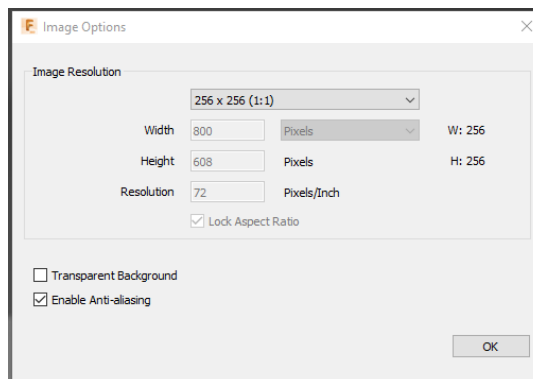 Image Options
Image Resolution
256 x 256 (1:1)
Width 800 Pixels W: 256
Height 608 Pixels H: 256
Resolution 72 Pixels/Inch
Lock Aspect Ratio
Transparent Background
Enable Anti-aliasing
OK